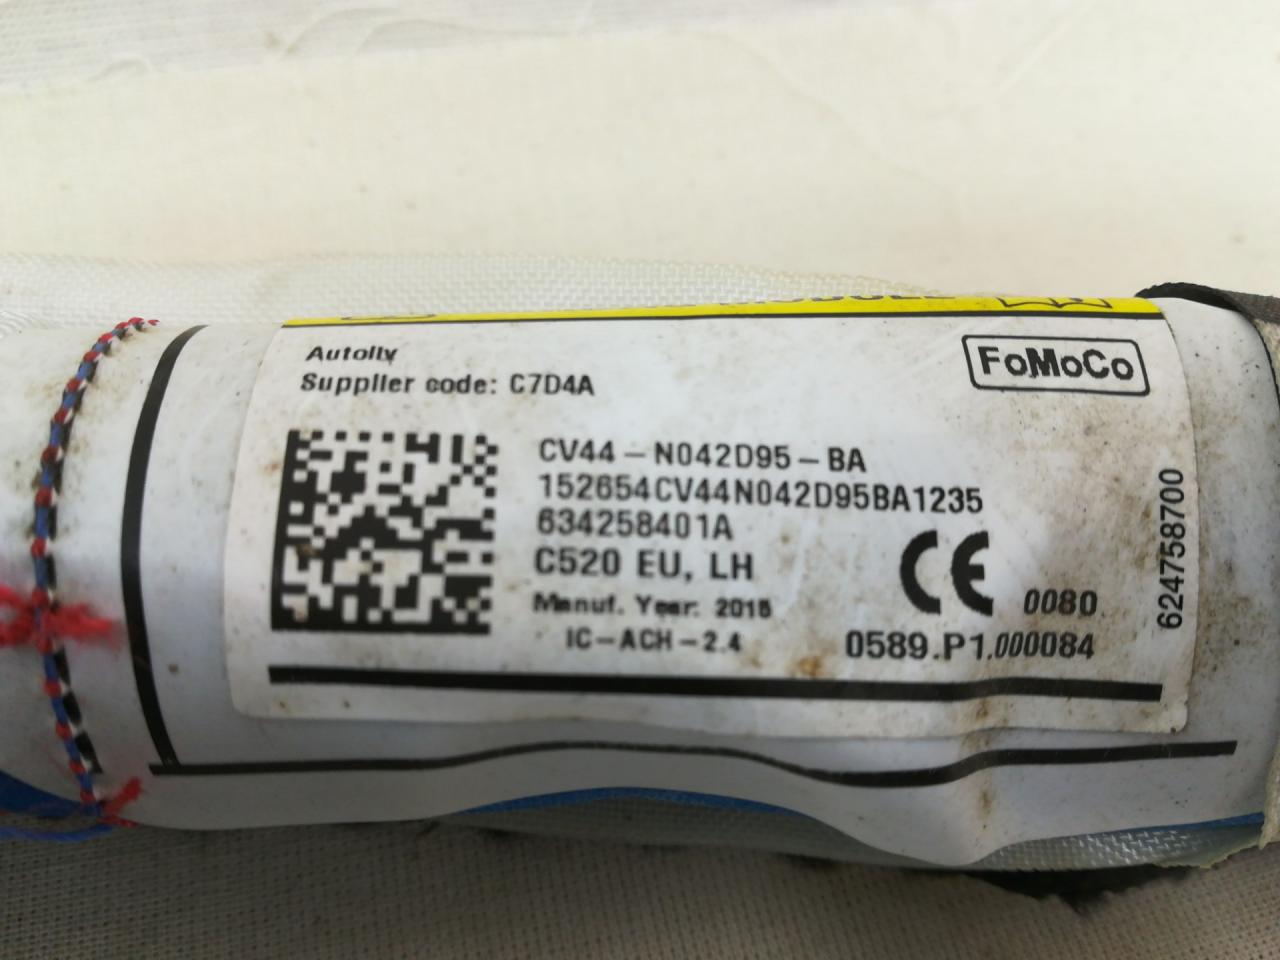 MODULE
FoMoCo
Autoliv
Supplier code: C7D4A
CV44-N042D95-BA
152654CV44N042D95BA1235
634258401A
C520 EU, LH
Manuf. Year: 2015
IC-ACH-2.4
0080
0589.P1.000084
624758700